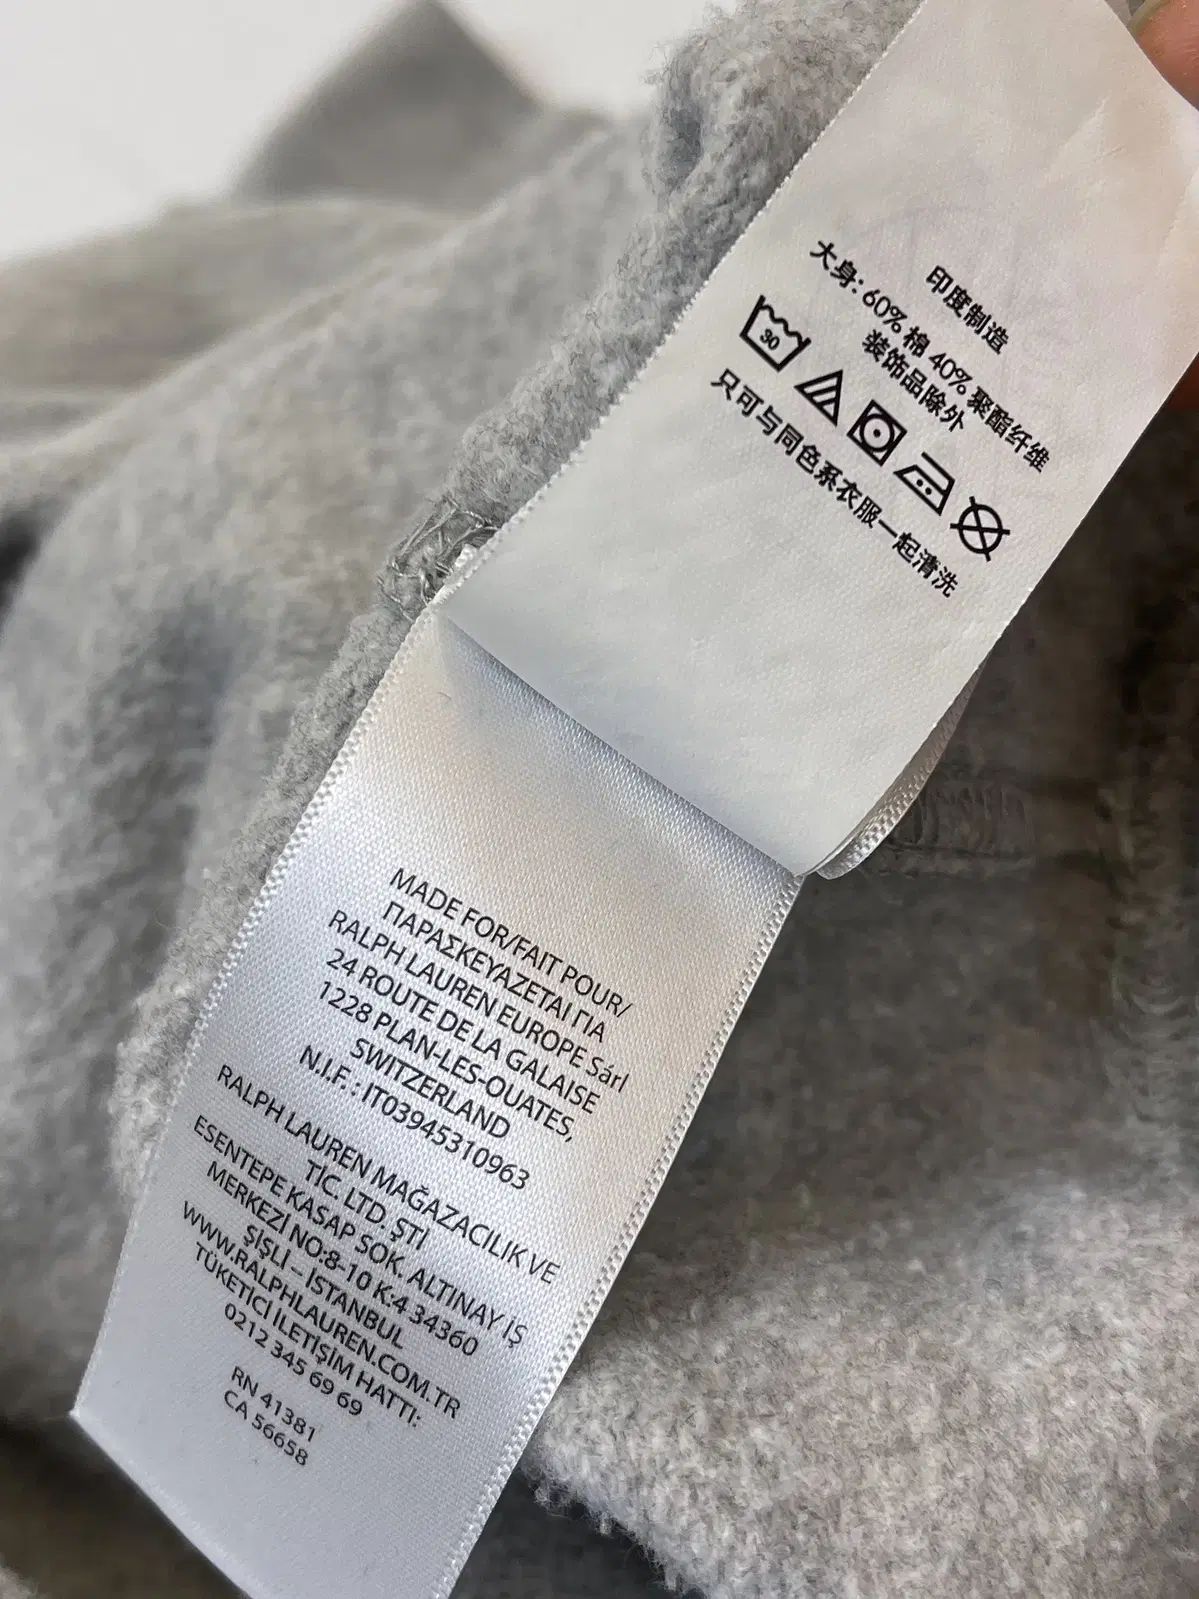 印度制造
大身: 60% 棉 40% 聚酯纤维
装饰品除外
30
只可与同色系衣服一起清洗
MADE FOR/FAIT POUR/
ΠΑΡΑΣΚΕΥΑΖΕΤΑΙ ΓΙΑ
RALPH LAUREN EUROPE Sárl
24 ROUTE DE LA GALAISE
1228 PLAN-LES-OUATES,
SWITZERLAND
N.I.F.: IT03945310963
RALPH LAUREN MAĞAZACILIK VE
TİC. LTD. ŞTİ
ESENTEPE KASAP SOK. ALTINAY İŞ
MERKEZİ NO:8-10 K:4 34360
ŞİŞLİ – İSTANBUL
WWW.RALPHLAUREN.COM.TR
TÜKETİCİ İLETİŞİM HATTI:
0212 345 69 69
RN 41381
CA 56658